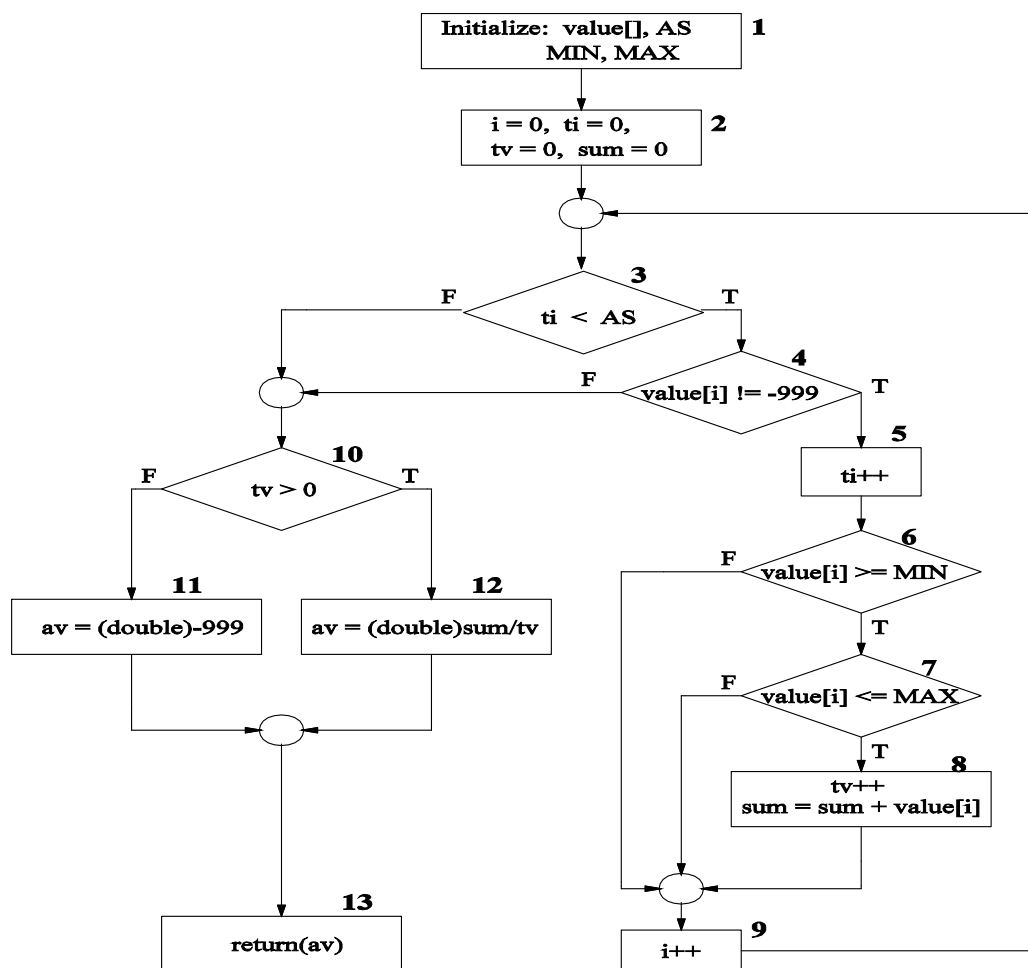 Initialize: value[], AS 1
MIN, MAX
i = 0, ti = 0, 2
tv = 0, sum = 0
3
F T
ti < AS
4
F value[i] != -999 T
5
ti++
10
F T
tv > 0
6
F value[i] >= MIN
T
11 12
av = (double)-999 av = (double)sum/tv
7
F value[i] <= MAX
T
8
tv++
sum = sum + value[i]
13
return(av)
9
i++